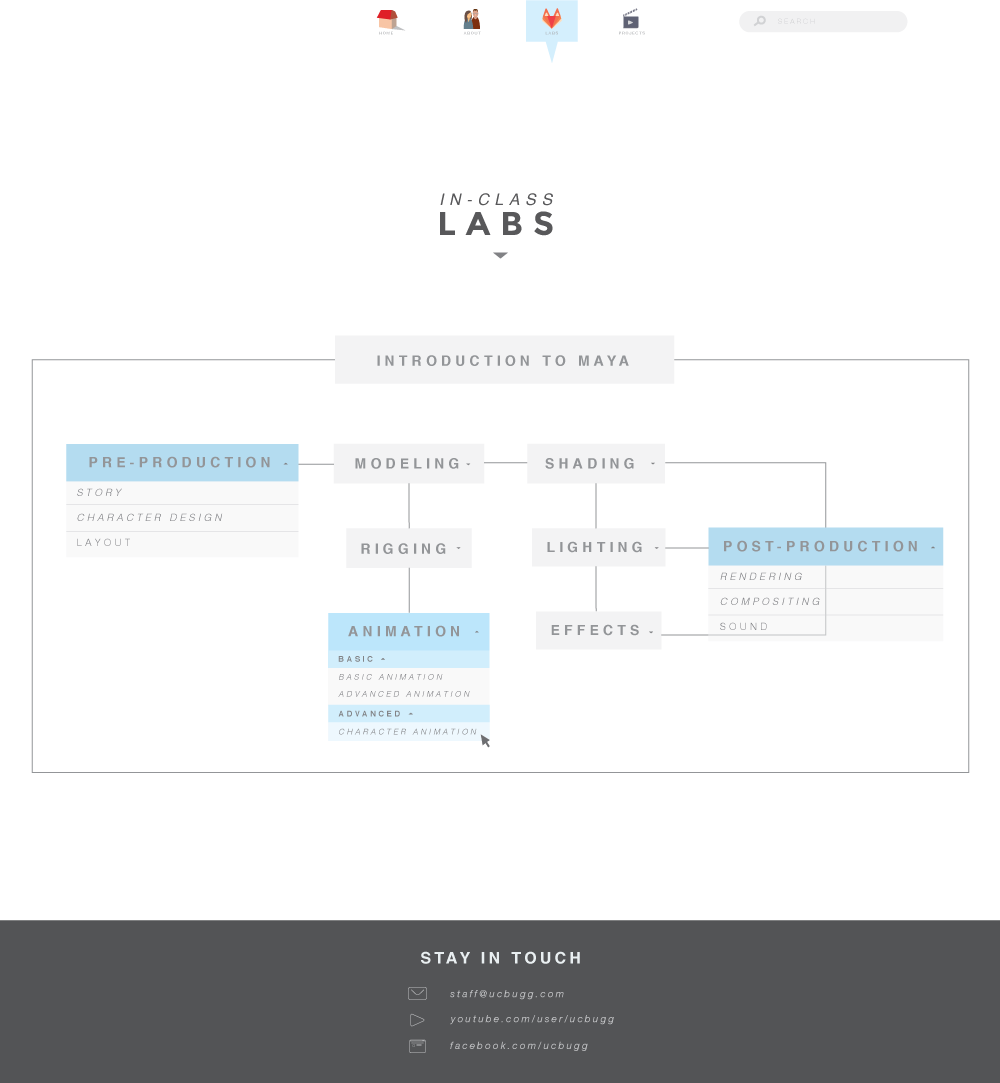 HOME
ABOUT
LABS
PROJECTS
SEARCH
IN-CLASS
LABS
INTRODUCTION TO MAYA
PRE-PRODUCTION
STORY
CHARACTER DESIGN
LAYOUT
MODELING
SHADING
RIGGING
LIGHTING
POST-PRODUCTION
RENDERING
COMPOSITING
SOUND
ANIMATION
BASIC
BASIC ANIMATION
ADVANCED ANIMATION
ADVANCED
CHARACTER ANIMATION
EFFECTS
STAY IN TOUCH
staff@ucbugg.com
youtube.com/user/ucbugg
facebook.com/ucbugg